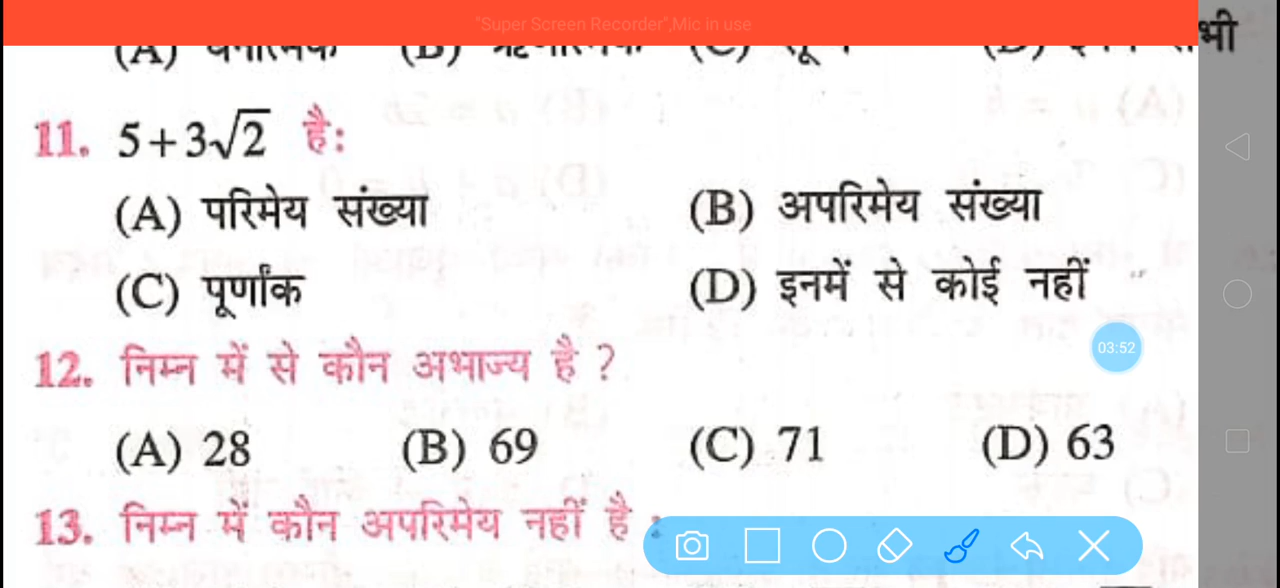 "Super Screen Recorder",Mic in use
(A) (B) (C) (D)
11. 5+3√2 है:
(A) परिमेय संख्या (B) अपरिमेय संख्या
(C) पूर्णांक (D) इनमें से कोई नहीं
03:52
12. निम्न में से कौन अभाज्य है ?
(A) 28 (B) 69 (C) 71 (D) 63
13. निम्न में कौन अपरिमेय नहीं है :